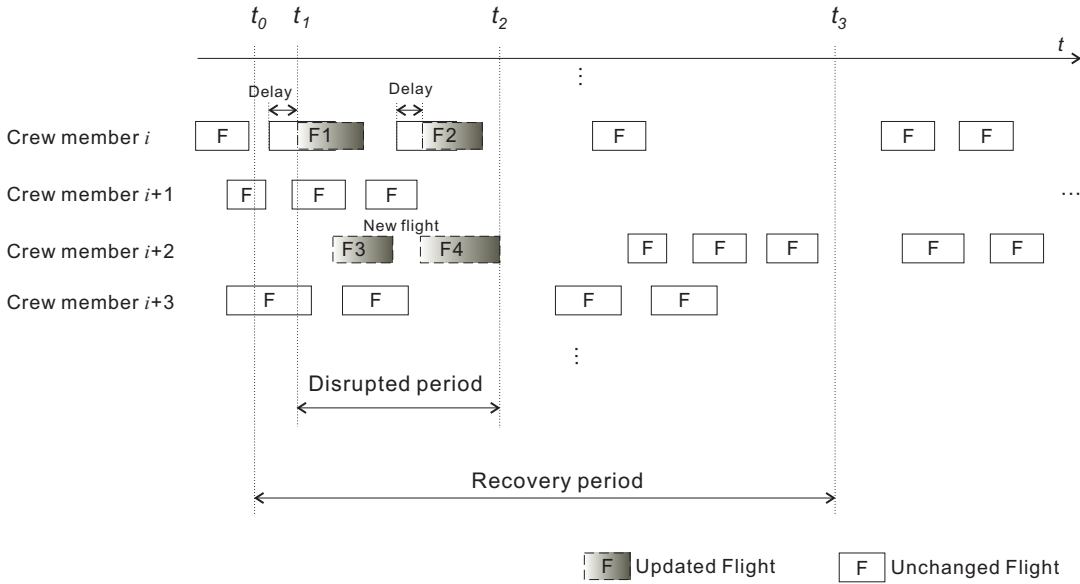 t0 t1 t2 t3
t
⋮
Delay Delay
Crew member i F F1 F2 F F F
Crew member i+1 F F F ...
New flight
Crew member i+2 F3 F4 F F F F F
Crew member i+3 F F F F
⋮
Disrupted period
Recovery period
F Updated Flight F Unchanged Flight